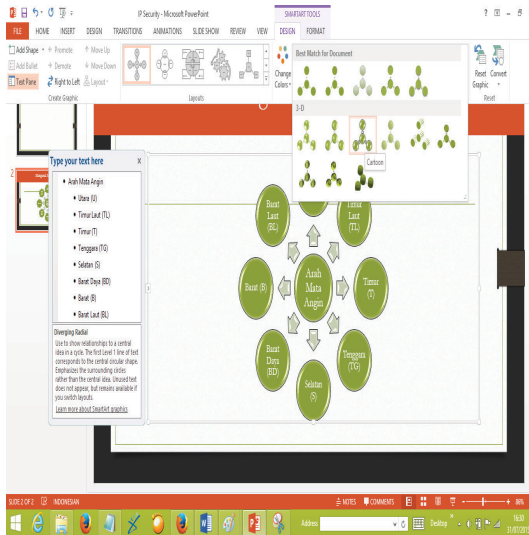 IP Security - Microsoft PowerPoint
SMARTART TOOLS
FILE HOME INSERT DESIGN TRANSITIONS ANIMATIONS SLIDE SHOW REVIEW VIEW DESIGN FORMAT
Add Shape Promote Move Up
Add Bullet Demote Move Down
Text Pane Right to Left Layout
Create Graphic
Layouts
Change Colors
Best Match for Document
3-D
Cartoon
Reset Graphic
Convert
Reset
2
Type your text here X
• Arah Mata Angin
• Utara (U)
• Timur Laut (TL)
• Timur (T)
• Tenggara (TG)
• Selatan (S)
• Barat Daya (BD)
• Barat (B)
• Barat Laut (BL)
Diverging Radial
Use to show relationships to a central
idea in a cycle. The first Level 1 line of text
corresponds to the central circular shape.
Emphasizes the surrounding circles
rather than the central idea. Unused text
does not appear, but remains available if
you switch layouts.
Learn more about SmartArt graphics
Barat
Laut
(BL)
Timur
Laut
(TL)
Barat (B)
Arah
Mata
Angin
Timur
(T)
Barat
Daya
(BD)
Tenggara
(TG)
Selatan
(S)
SLIDE 2 OF 2 INDONESIAN
NOTES COMMENTS
86%
Address
Desktop
16:30
31/07/2015